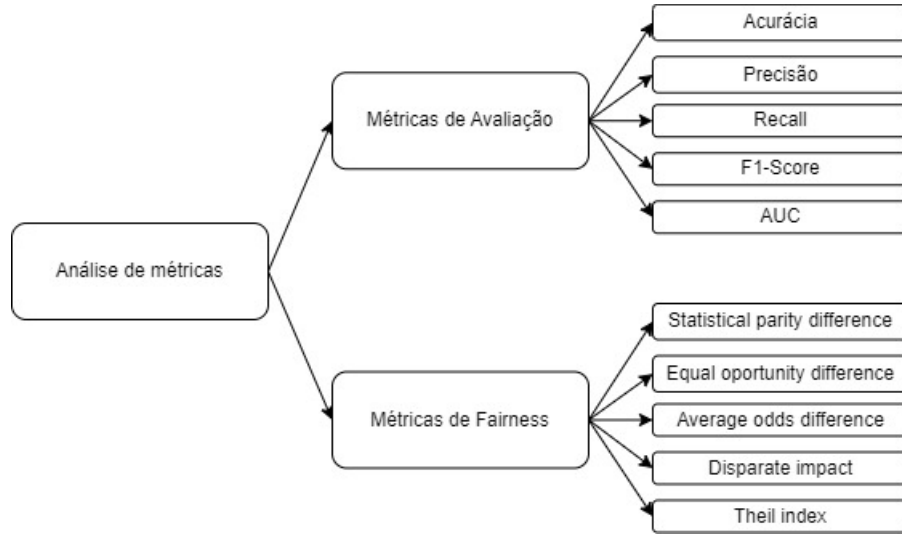 Análise de métricas
Métricas de Avaliação
Acurácia
Precisão
Recall
F1-Score
AUC
Métricas de Fairness
Statistical parity difference
Equal oportunity difference
Average odds difference
Disparate impact
Theil index